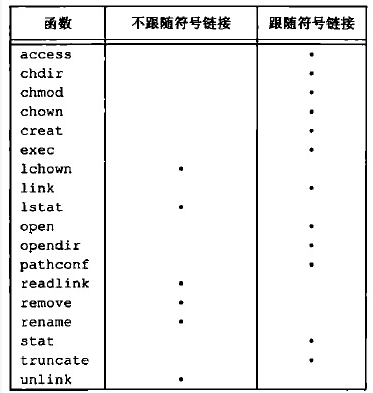 函数 不跟随符号链接 跟随符号链接
access •
chdir •
chmod •
chown •
creat •
exec •
lchown •
link •
lstat •
open •
opendir •
pathconf •
readlink •
remove •
rename •
stat •
truncate •
unlink •